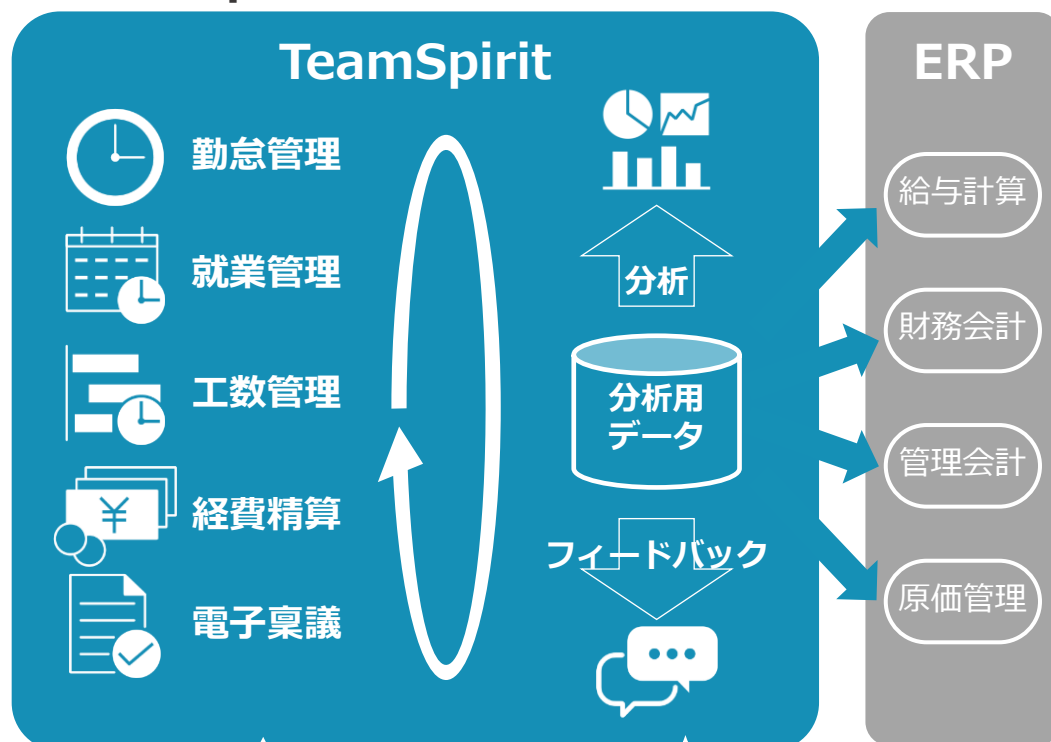 TeamSpirit
勤怠管理
就業管理
工数管理
経費精算
電子稟議
分析
分析用
データ
フィードバック
ERP
給与計算
財務会計
管理会計
原価管理